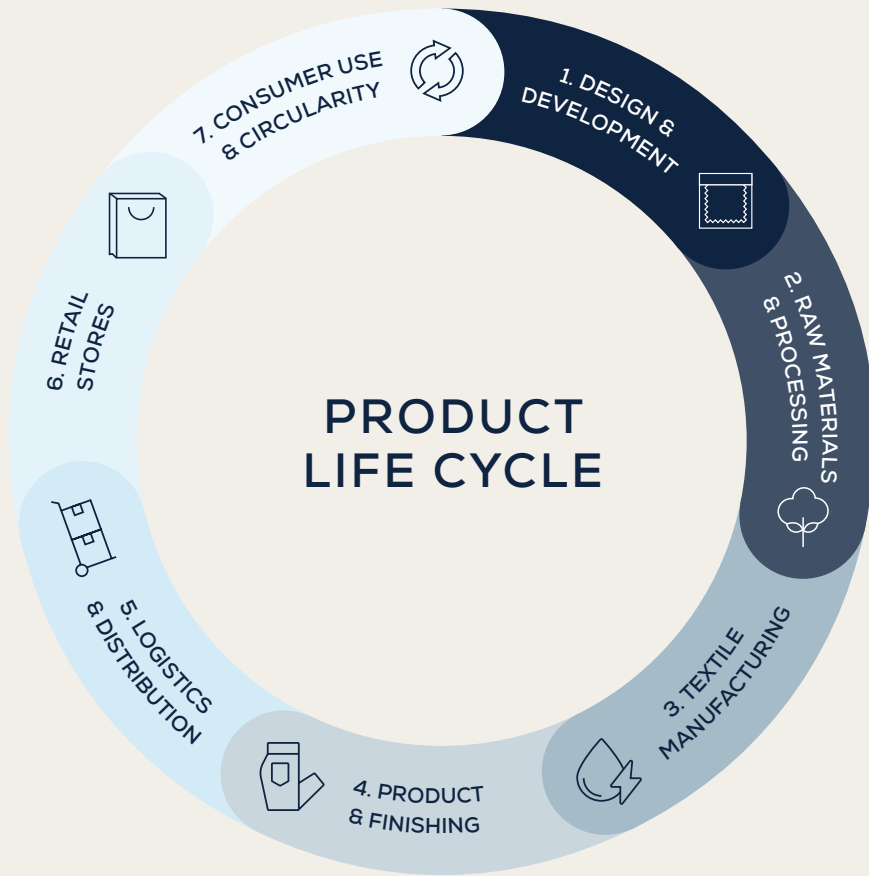 PRODUCT
LIFE CYCLE
1. DESIGN &
DEVELOPMENT
2. RAW MATERIALS
& PROCESSING
3. TEXTILE
MANUFACTURING
4. PRODUCT
& FINISHING
5. LOGISTICS
& DISTRIBUTION
6. RETAIL
STORES
7. CONSUMER USE
& CIRCULARITY